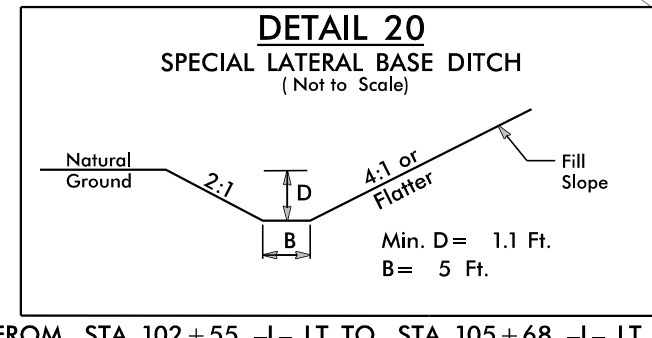 DETAIL 20
SPECIAL LATERAL BASE DITCH
( Not to Scale)
Natural
Ground
2:1
D
4:1 or
Flatter
Fill
Slope
B
Min. D= 1.1 Ft.
B= 5 Ft.
FROM STA 102+55 -L- LT TO STA 105+68 -L- LT